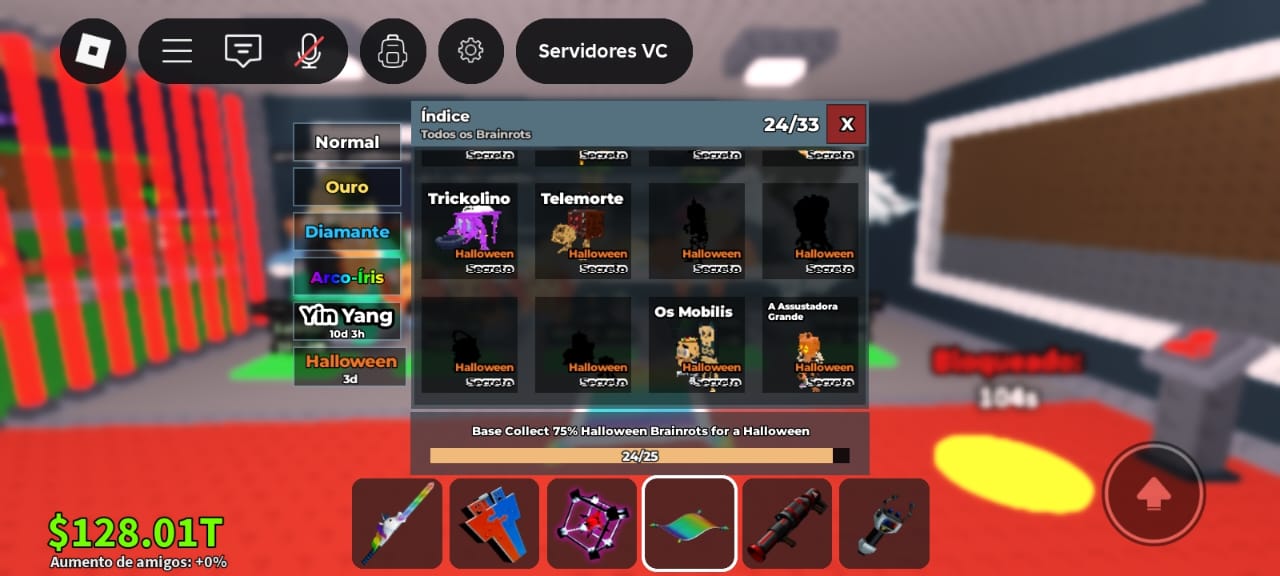 Servidores VC
Índice
Todos os Brainrots
24/33
X
Normal
Ouro
Diamante
Arco-Íris
Yin Yang
10d 3h
Halloween
3d
Secreto
Secreto
Secreto
Secreto
Trickolino
Telemorte
Halloween
Halloween
Halloween
Halloween
Secreto
Secreto
Secreto
Secreto
Os Mobilis
A Assustadora
Grande
Halloween
Halloween
Halloween
Halloween
Secreto
Secreto
Secreto
Secreto
Bloqueado:
104s
Base Collect 75% Halloween Brainrots for a Halloween
24/25
$128.01T
Aumento de amigos: +0%